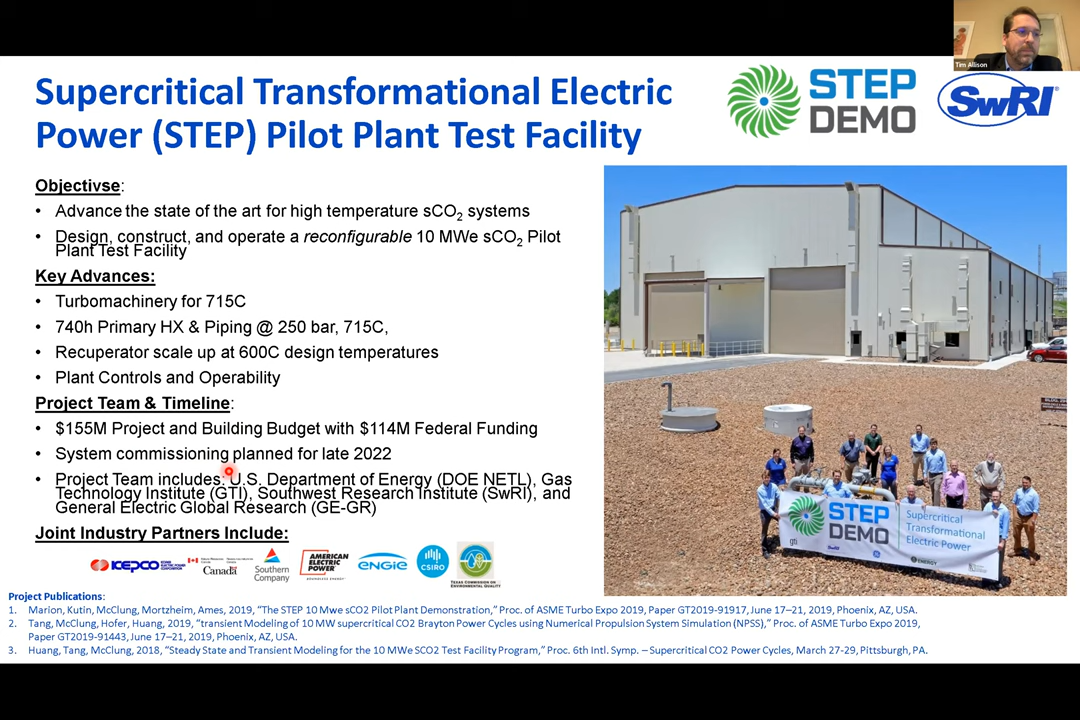 Tim Allison
Supercritical Transformational Electric
Power (STEP) Pilot Plant Test Facility
STEP
DEMO
SwRI®
Objectivse:
• Advance the state of the art for high temperature sCO2 systems
• Design, construct, and operate a reconfigurable 10 MWe sCO2 Pilot
Plant Test Facility
Key Advances:
• Turbomachinery for 715C
• 740h Primary HX & Piping @ 250 bar, 715C,
• Recuperator scale up at 600C design temperatures
• Plant Controls and Operability
Project Team & Timeline:
• $155M Project and Building Budget with $114M Federal Funding
• System commissioning planned for late 2022
• Project Team includes: U.S. Department of Energy (DOE NETL), Gas
Technology Institute (GTI), Southwest Research Institute (SwRI), and
General Electric Global Research (GE-GR)
Joint Industry Partners Include:
KEPCO
Canada
Southern
Company
AMERICAN
ELECTRIC
POWER
ENGIE
CSIRO
TEXAS COMMISSION ON
ENVIRONMENTAL QUALITY
STEP
DEMO
Supercritical
Transformational
Electric Power
gti
SwRI
ENERGY
Project Publications:
1. Marion, Kutin, McClung, Mortzheim, Ames, 2019, “The STEP 10 Mwe sCO2 Pilot Plant Demonstration,” Proc. of ASME Turbo Expo 2019, Paper GT2019-91917, June 17–21, 2019, Phoenix, AZ, USA.
2. Tang, McClung, Hofer, Huang, 2019, “transient Modeling of 10 MW supercritical CO2 Brayton Power Cycles using Numerical Propulsion System Simulation (NPSS),” Proc. of ASME Turbo Expo 2019,
Paper GT2019-91443, June 17–21, 2019, Phoenix, AZ, USA.
3. Huang, Tang, McClung, 2018, “Steady State and Transient Modeling for the 10 MWe SCO2 Test Facility Program,” Proc. 6th Intl. Symp. – Supercritical CO2 Power Cycles, March 27-29, Pittsburgh, PA.